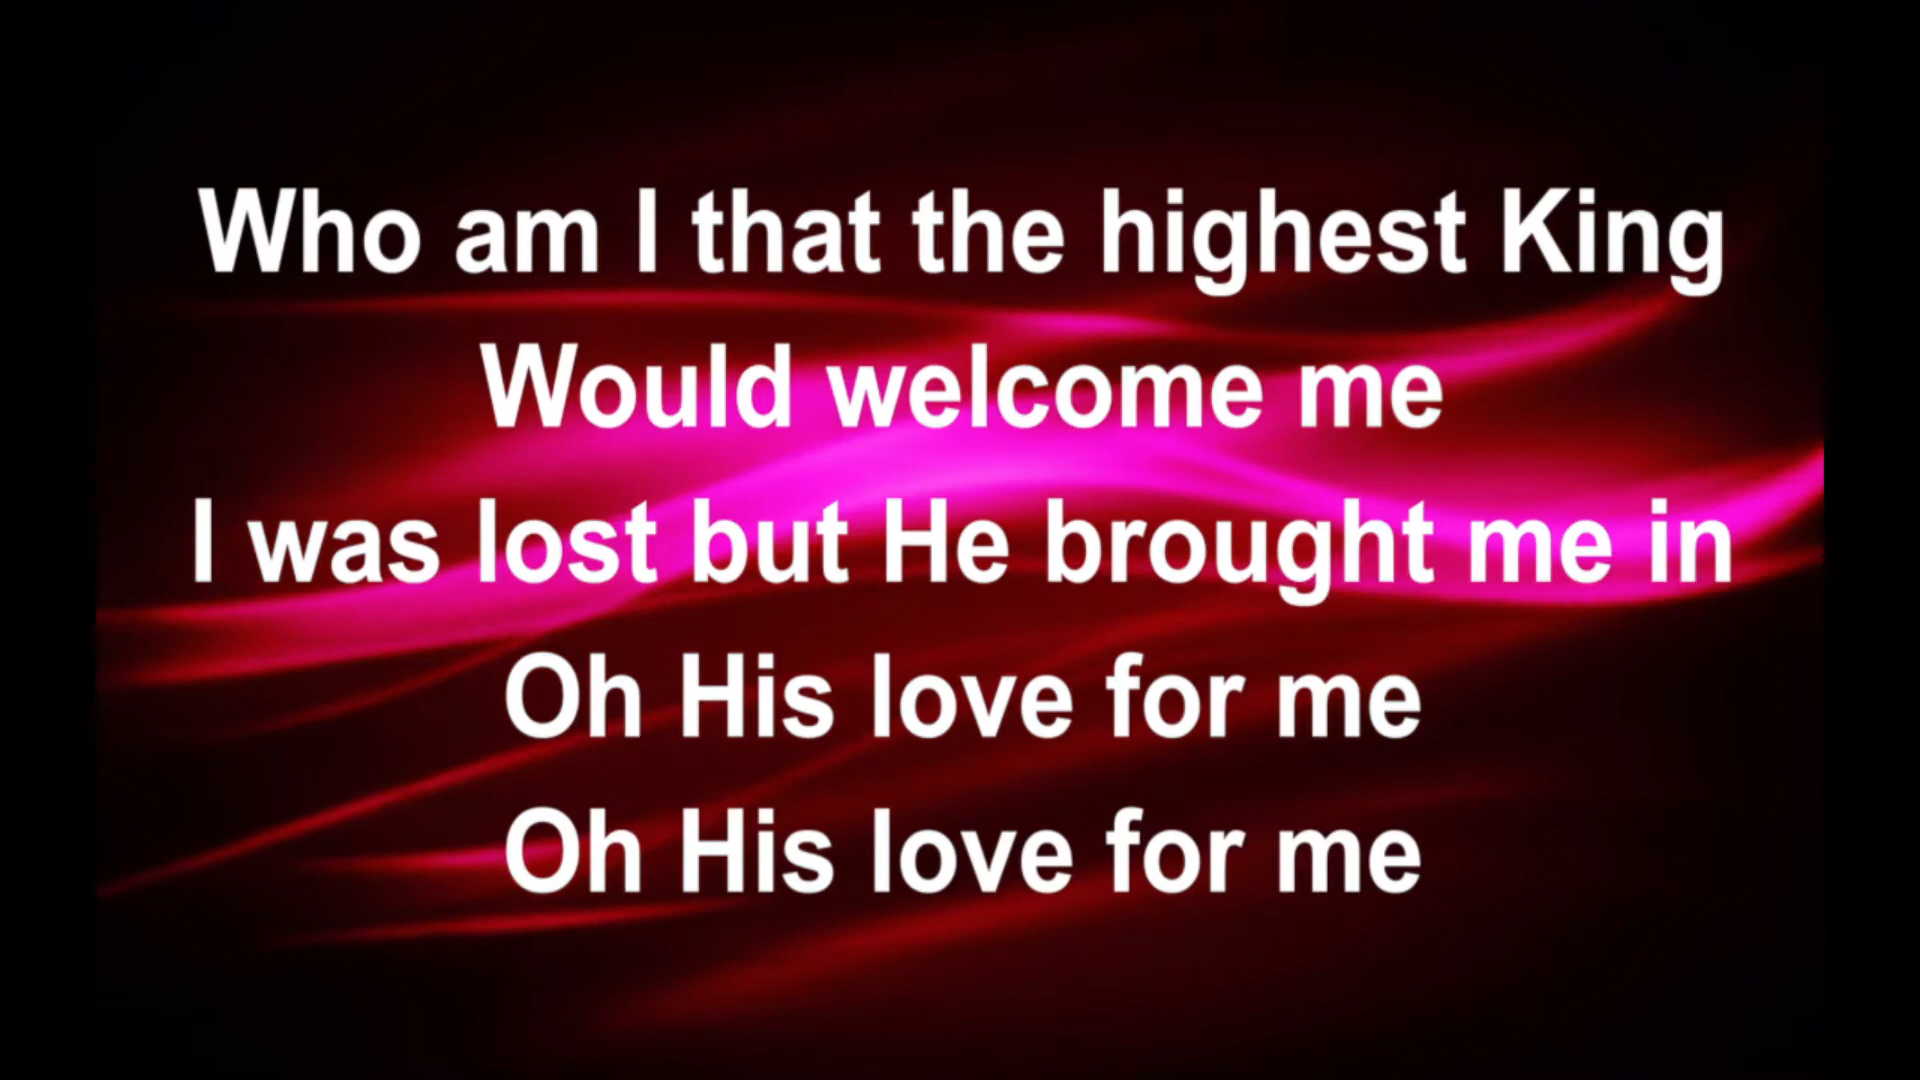 Who am I that the highest King
Would welcome me
I was lost but He brought me in
Oh His love for me
Oh His love for me